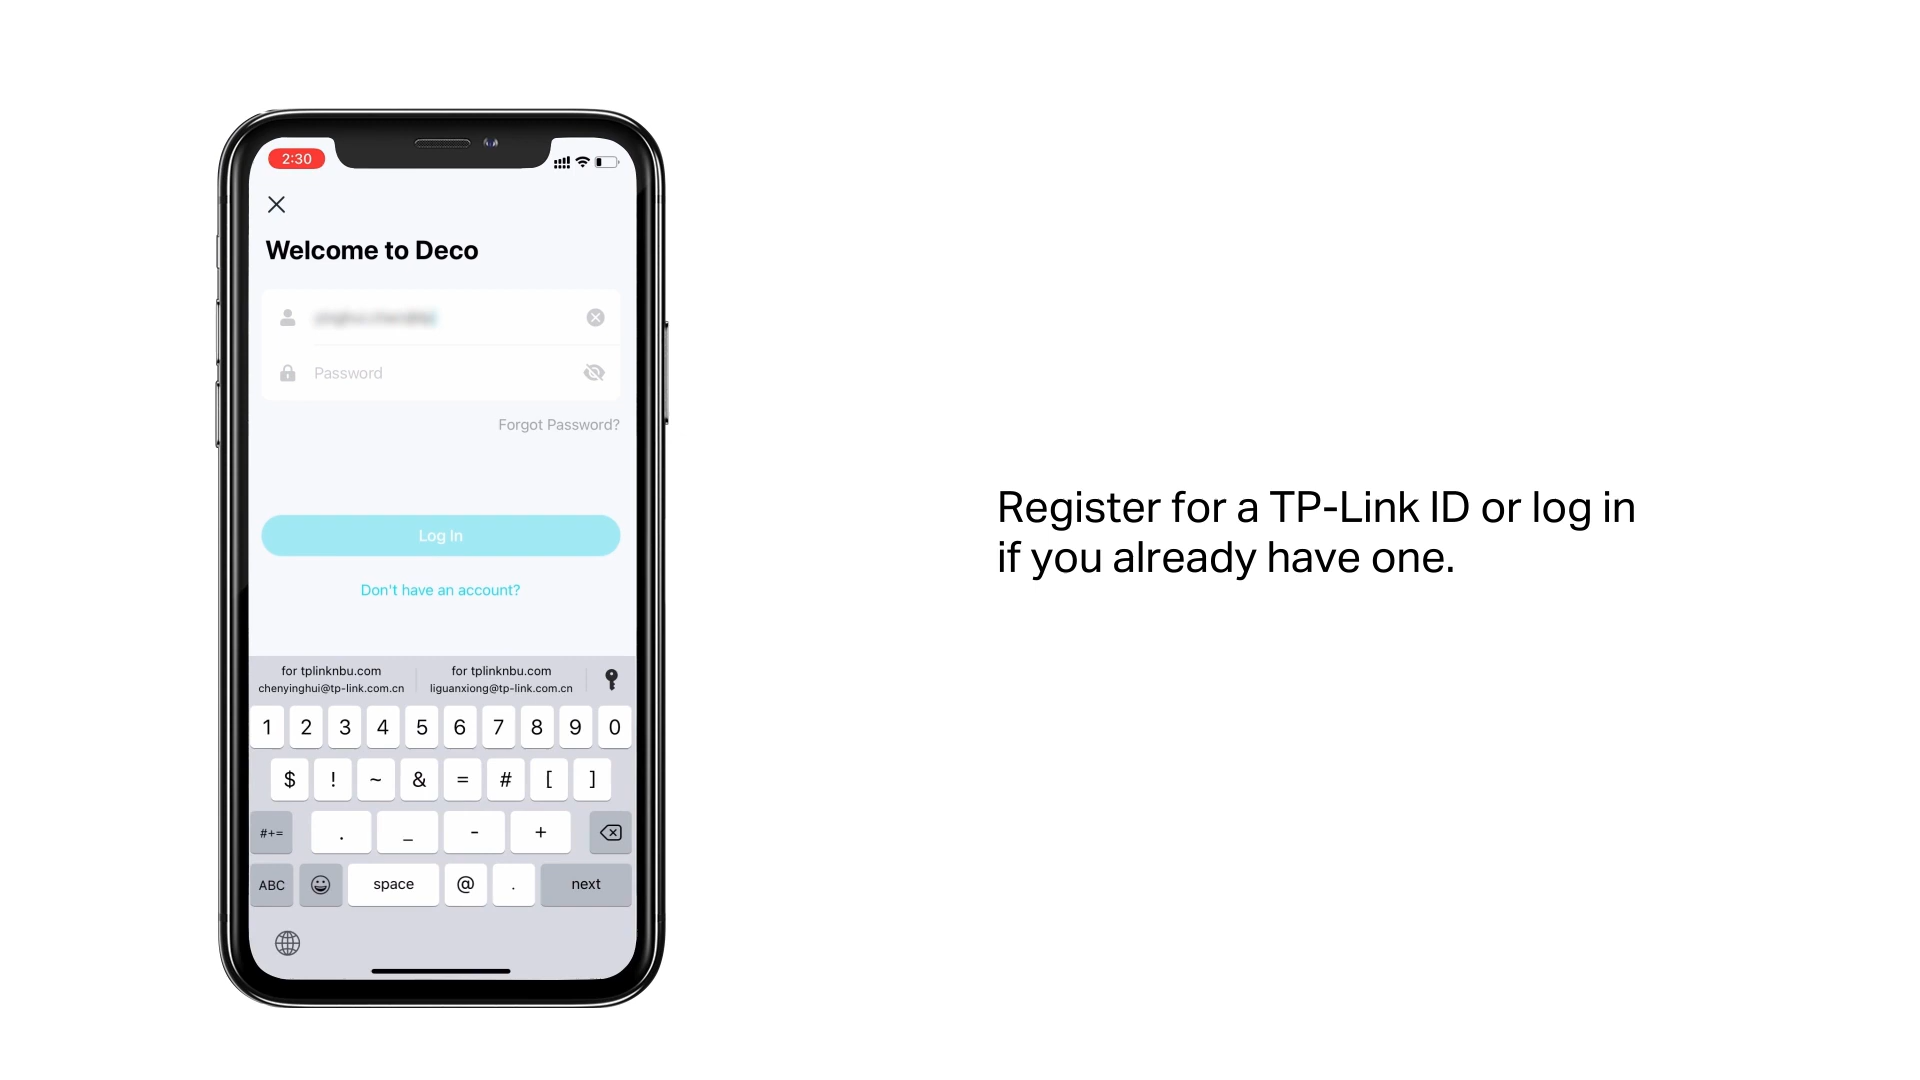 2:30
Welcome to Deco
Password
Forgot Password?
Log In
Don't have an account?
for tplinknbu.com
chenyinghui@tp-link.com.cn
for tplinknbu.com
liguanxiong@tp-link.com.cn
1 2 3 4 5 6 7 8 9 0
$ ! ~ & = # [ ]
#+= . _ - +
ABC space @ . next
Register for a TP-Link ID or log in
if you already have one.